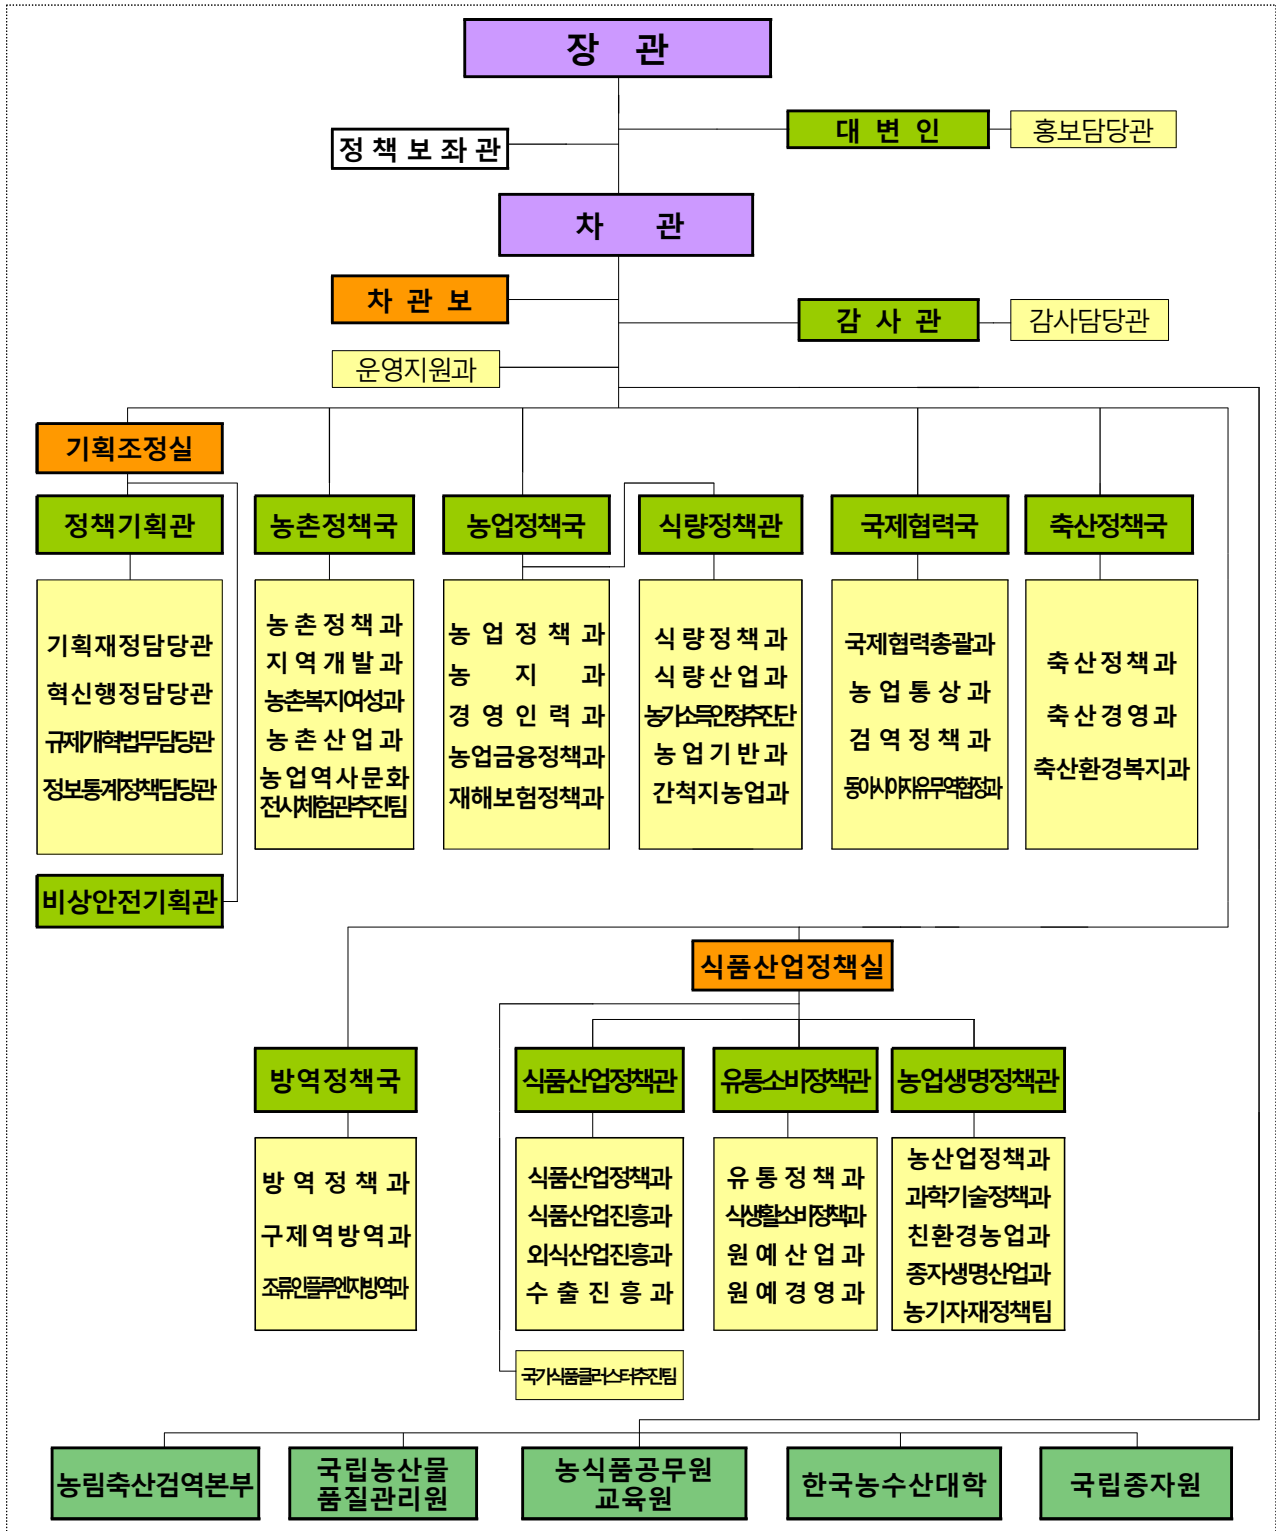 장 관
대 변 인
홍보담당관
정 책 보 좌 관
차 관
차 관 보
감 사 관
감사담당관
운영지원과
기획조정실
정책기획관
농촌정책국
농업정책국
식량정책관
국제협력국
축산정책국
기획재정담당관
혁신행정담당관
규제개혁법무담당관
정보통계정책담당관
농 촌 정 책 과
지 역 개 발 과
농촌복지여성과
농 촌 산 업 과
농업역사문화
전시체험관추진팀
농 업 정 책 과
농 지 과
경 영 인 력 과
농업금융정책과
재해보험정책과
식 량 정 책 과
식 량 산 업 과
농가소득안정추진단
농 업 기 반 과
간척지농업과
국제협력총괄과
농 업 통 상 과
검 역 정 책 과
동아시아자유무역협정과
축 산 정 책 과
축 산 경 영 과
축산환경복지과
비상안전기획관
식품산업정책실
방역정책국
식품산업정책관
유통소비정책관
농업생명정책관
방 역 정 책 과
구제역방역과
조류인플루엔자방역과
식품산업정책과
식품산업진흥과
외식산업진흥과
수 출 진 흥 과
유 통 정 책 과
식생활소비정책과
원 예 산 업 과
원 예 경 영 과
농산업정책과
과학기술정책과
친환경농업과
종자생명산업과
농기자재정책팀
국가식품클러스터추진팀
농림축산검역본부
국립농산물
품질관리원
농식품공무원
교육원
한국농수산대학
국립종자원